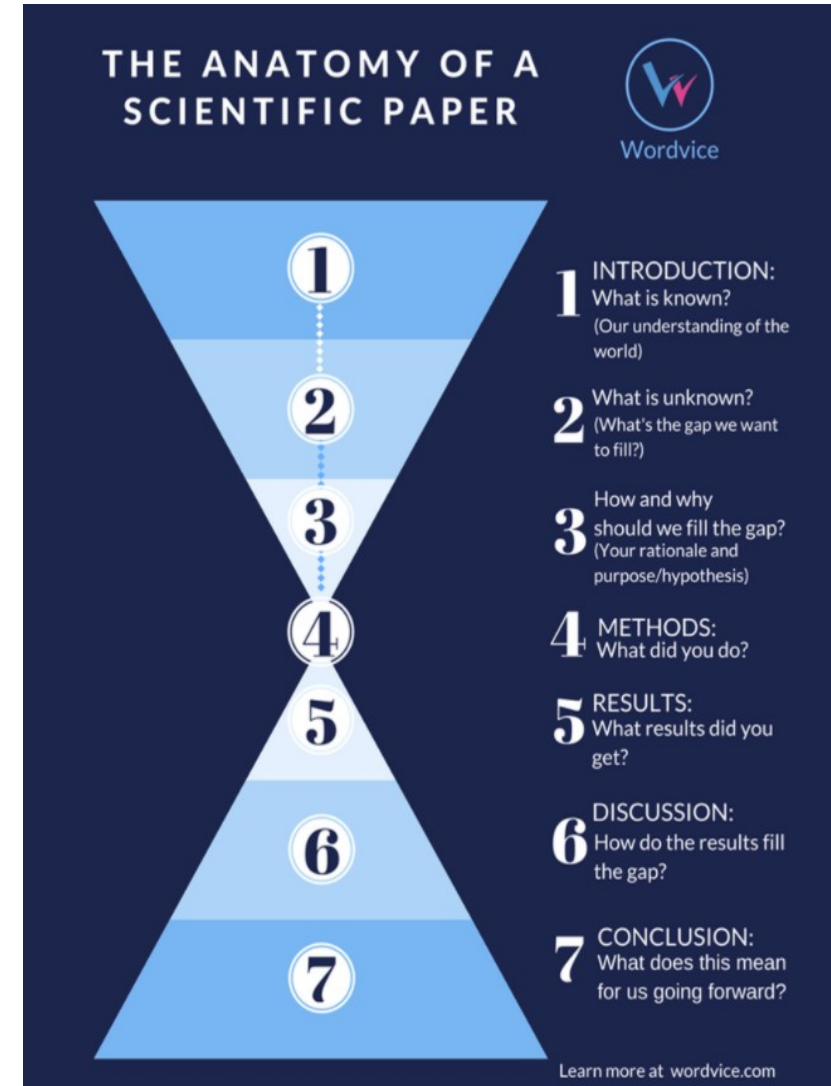 THE ANATOMY OF A
SCIENTIFIC PAPER
Wordvice
1
2
3
4
5
6
7
1 INTRODUCTION:
What is known?
(Our understanding of the
world)
2 What is unknown?
(What's the gap we want
to fill?)
3 How and why
should we fill the gap?
(Your rationale and
purpose/hypothesis)
4 METHODS:
What did you do?
5 RESULTS:
What results did you
get?
6 DISCUSSION:
How do the results fill
the gap?
7 CONCLUSION:
What does this mean
for us going forward?
Learn more at wordvice.com